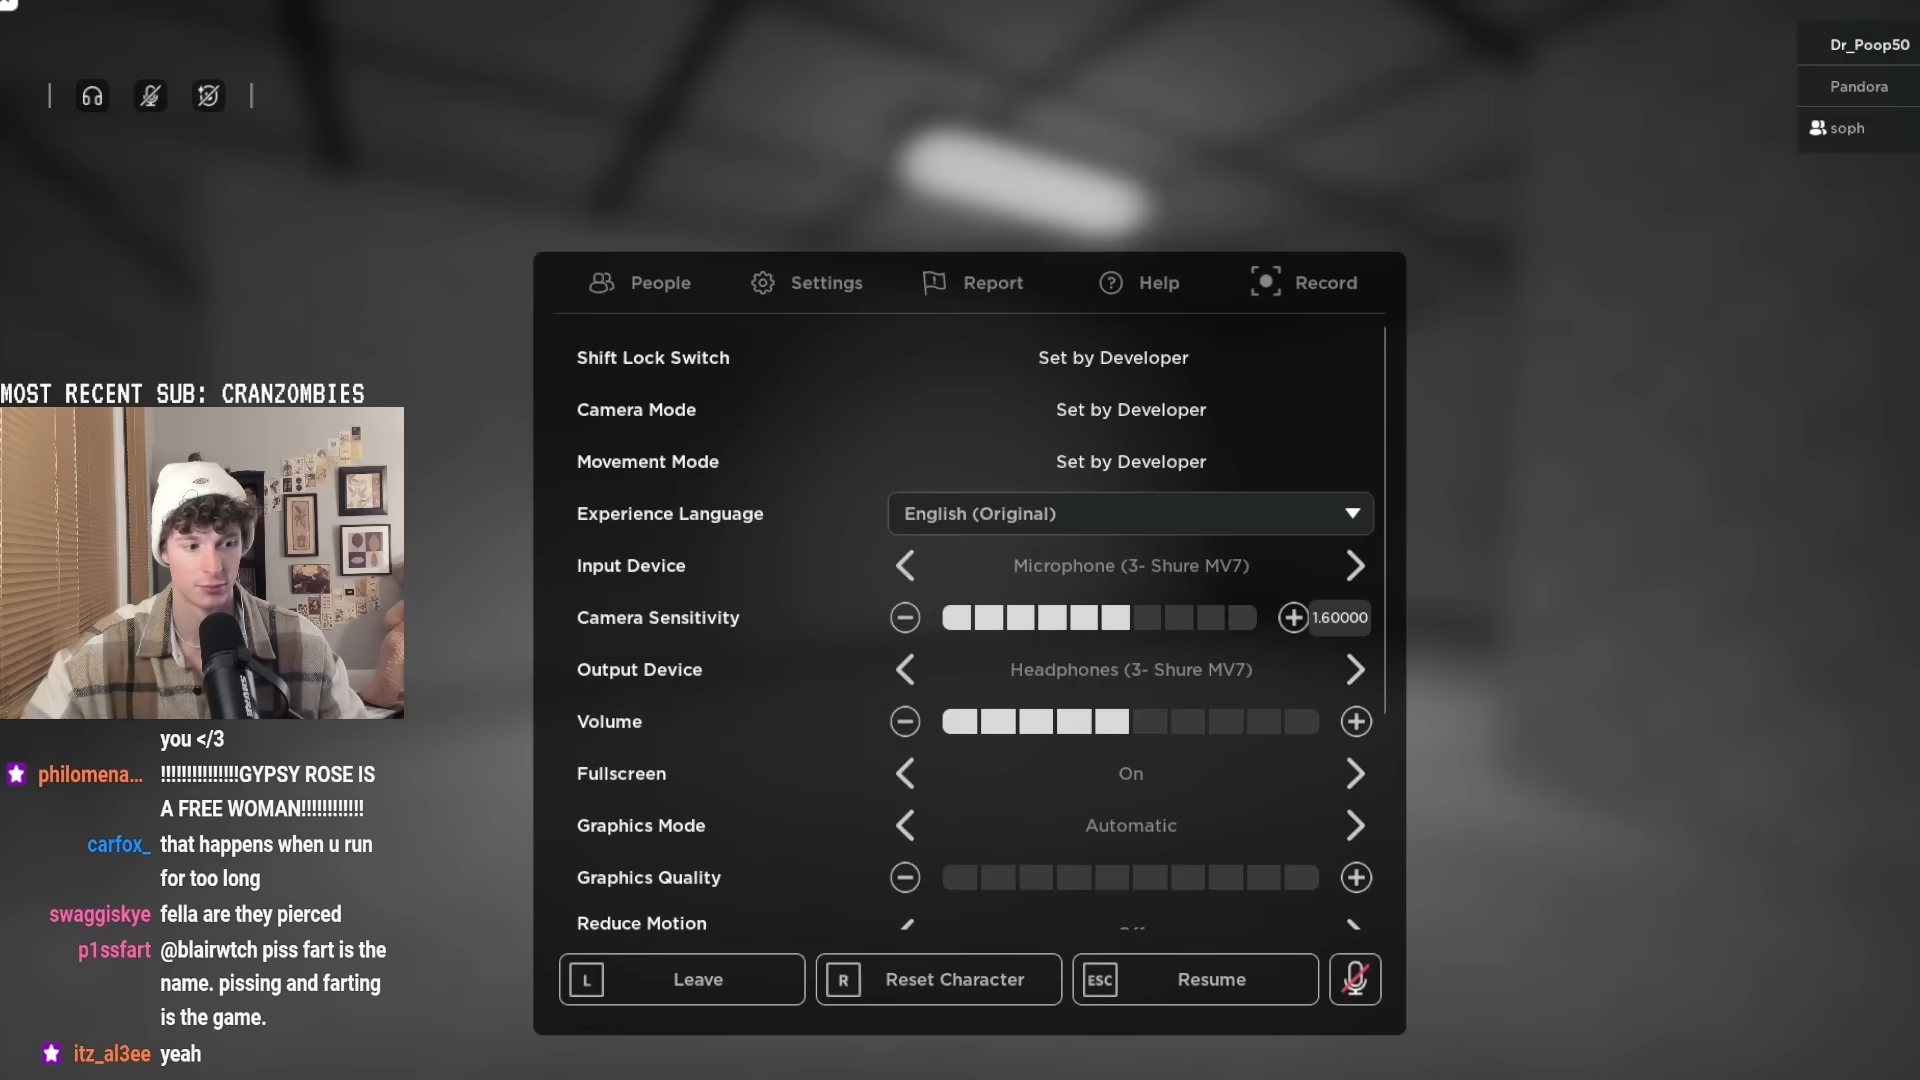 Dr_Poop50
Pandora
soph
People
Settings
Report
Help
Record
Shift Lock Switch
Set by Developer
Camera Mode
Set by Developer
Movement Mode
Set by Developer
Experience Language
English (Original)
Input Device
Microphone (3- Shure MV7)
Camera Sensitivity
1.60000
Output Device
Headphones (3- Shure MV7)
Volume
Fullscreen
On
Graphics Mode
Automatic
Graphics Quality
Reduce Motion
L
Leave
R
Reset Character
ESC
Resume
MOST RECENT SUB: CRANZOMBIES
SHURE
you </3
philomena... !!!!!!!!!!!!!!!GYPSY ROSE IS
A FREE WOMAN!!!!!!!!!!!!
carfox_ that happens when u run
for too long
swaggiskye fella are they pierced
p1ssfart @blairwtch piss fart is the
name. pissing and farting
is the game.
itz_al3ee yeah